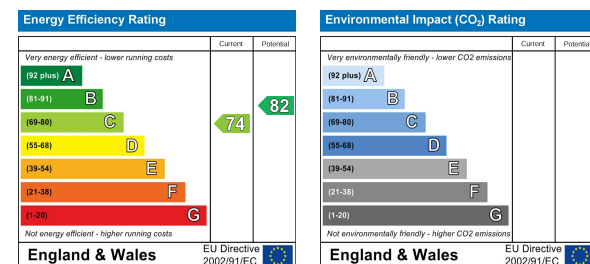 Energy Efficiency Rating
Current Potential
Very energy efficient - lower running costs
(92 plus) A
(81-91) B
82
(69-80) C
74
(55-68) D
(39-54) E
(21-38) F
(1-20) G
Not energy efficient - higher running costs
England & Wales
EU Directive
2002/91/EC
Environmental Impact (CO₂) Rating
Current Potentia
Very environmentally friendly - lower CO2 emissions
(92 plus) A
(81-91) B
(69-80) C
(55-68) D
(39-54) E
(21-38) F
(1-20) G
Not environmentally friendly - higher CO2 emissions
England & Wales
EU Directive
2002/91/EC